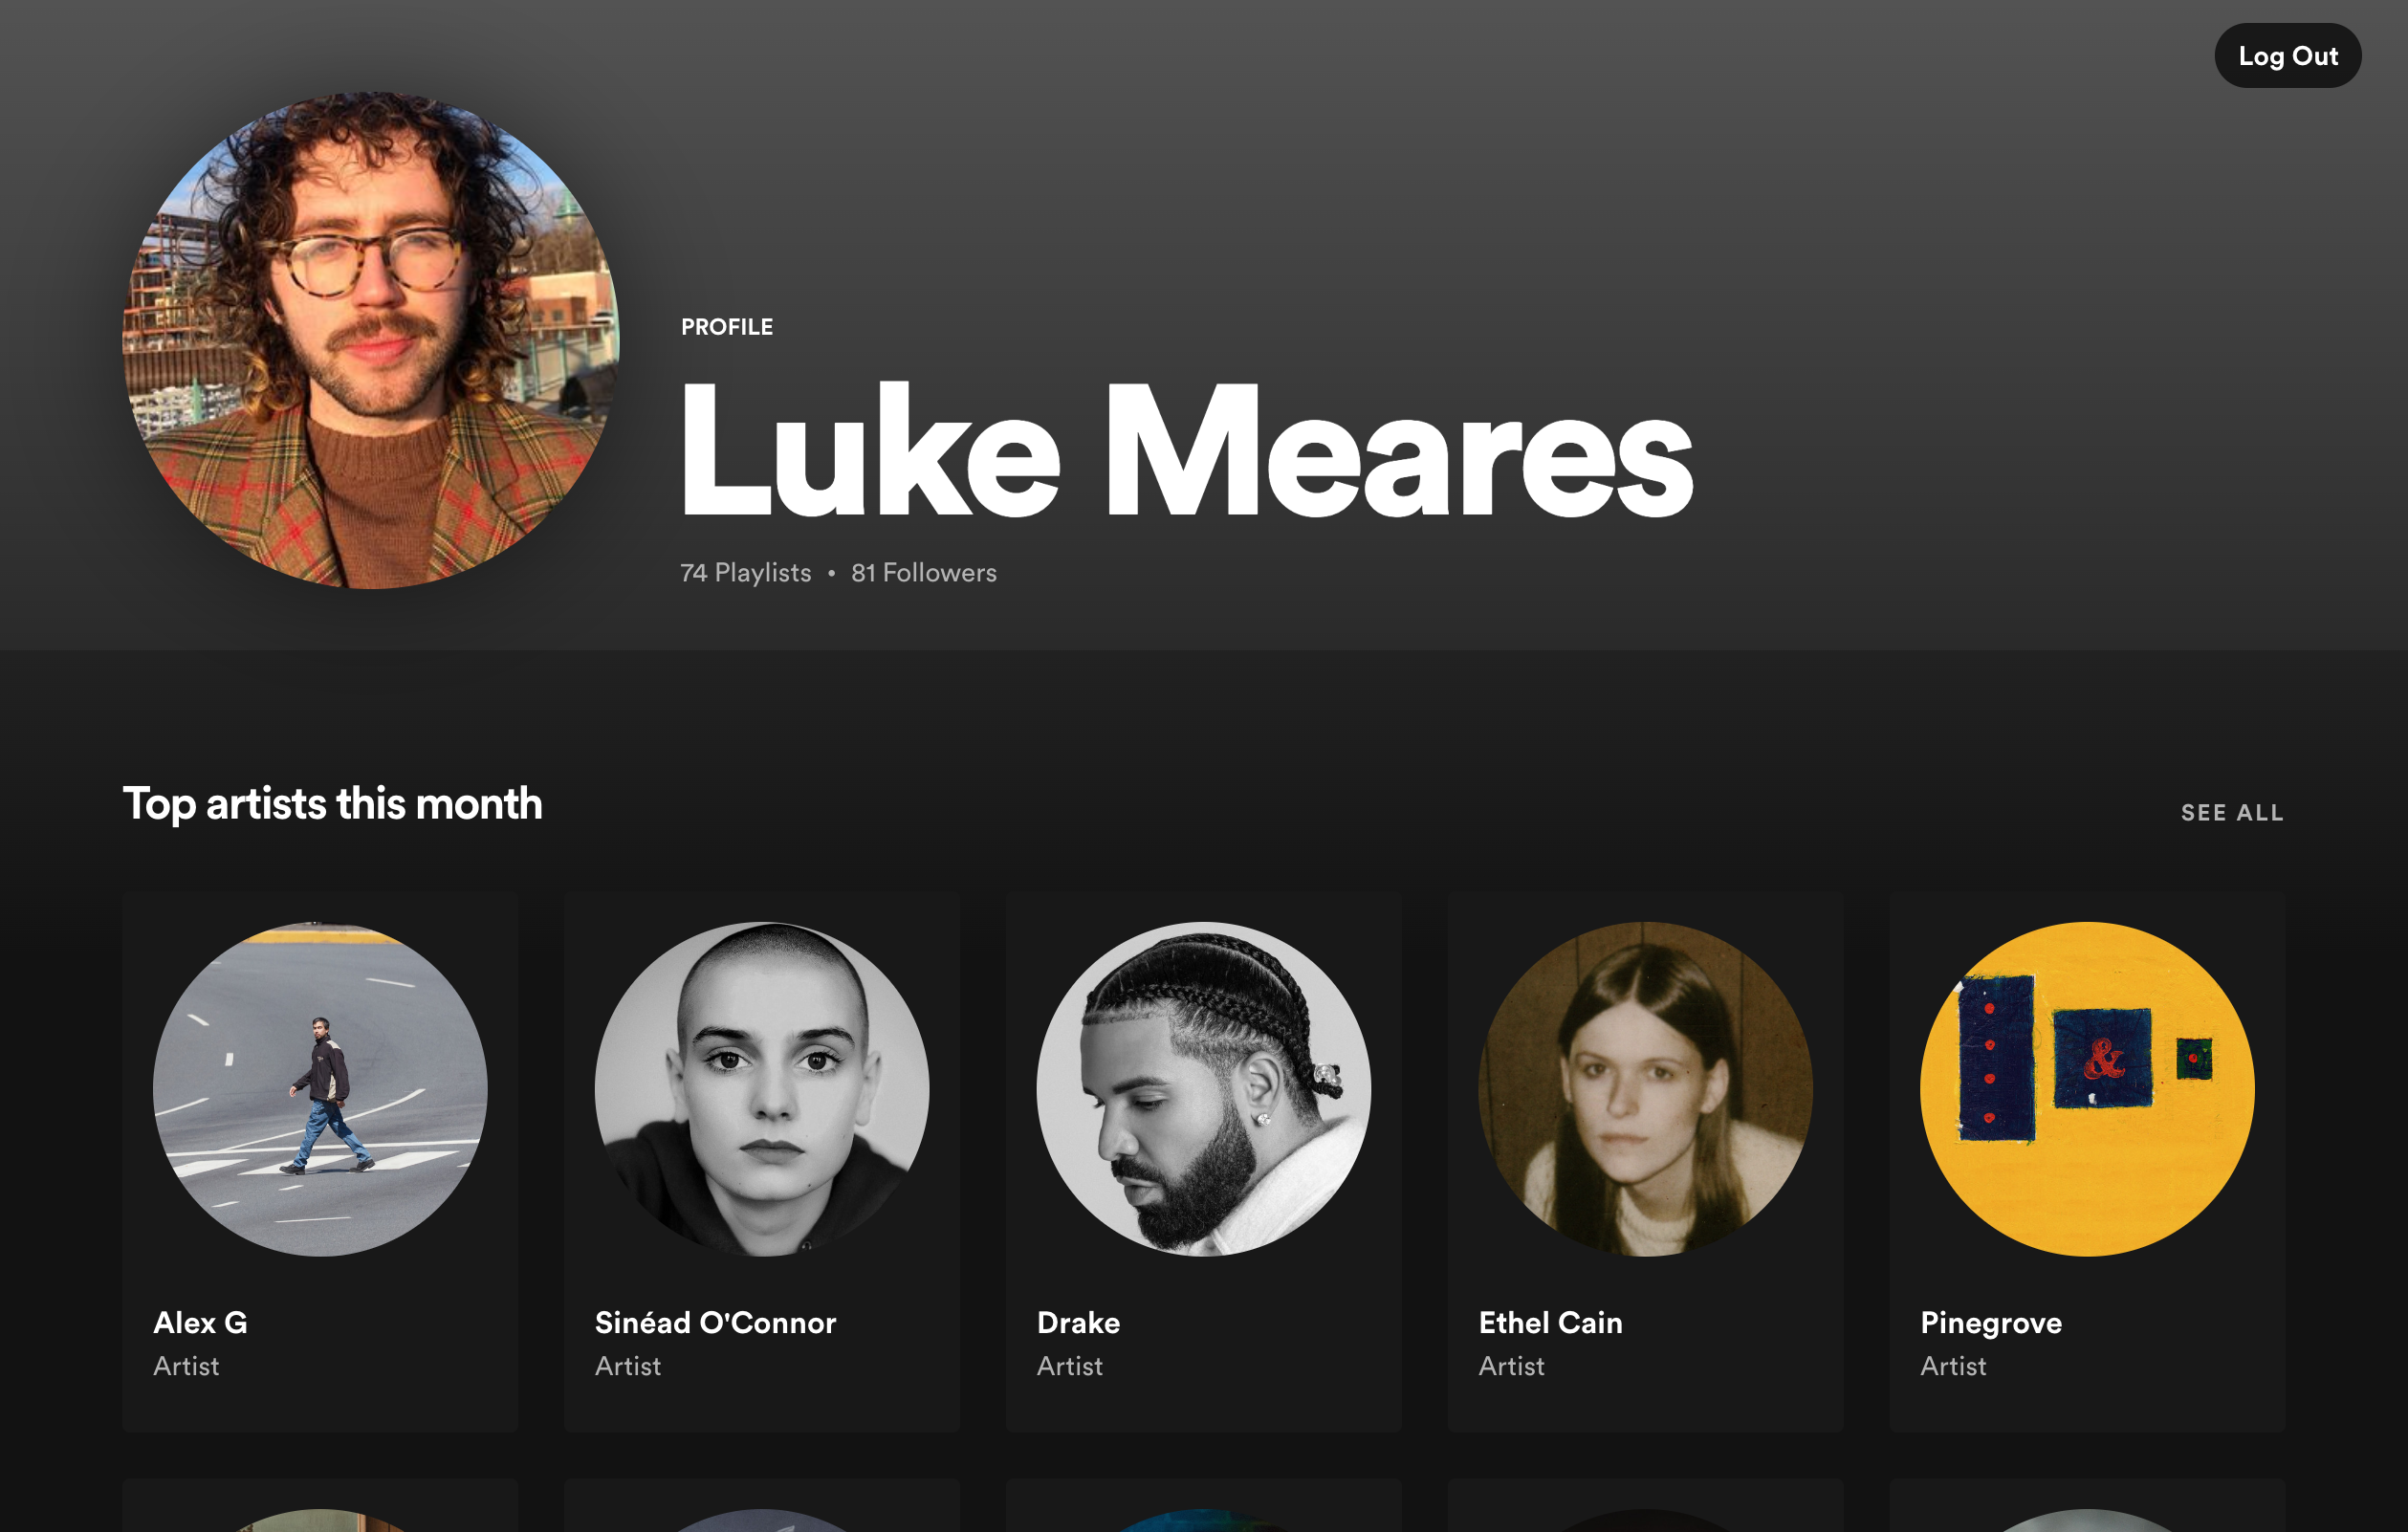 Log Out
PROFILE
Luke Meares
74 Playlists • 81 Followers
Top artists this month
SEE ALL
&
Alex G
Sinéad O'Connor
Drake
Ethel Cain
Pinegrove
Artist
Artist
Artist
Artist
Artist